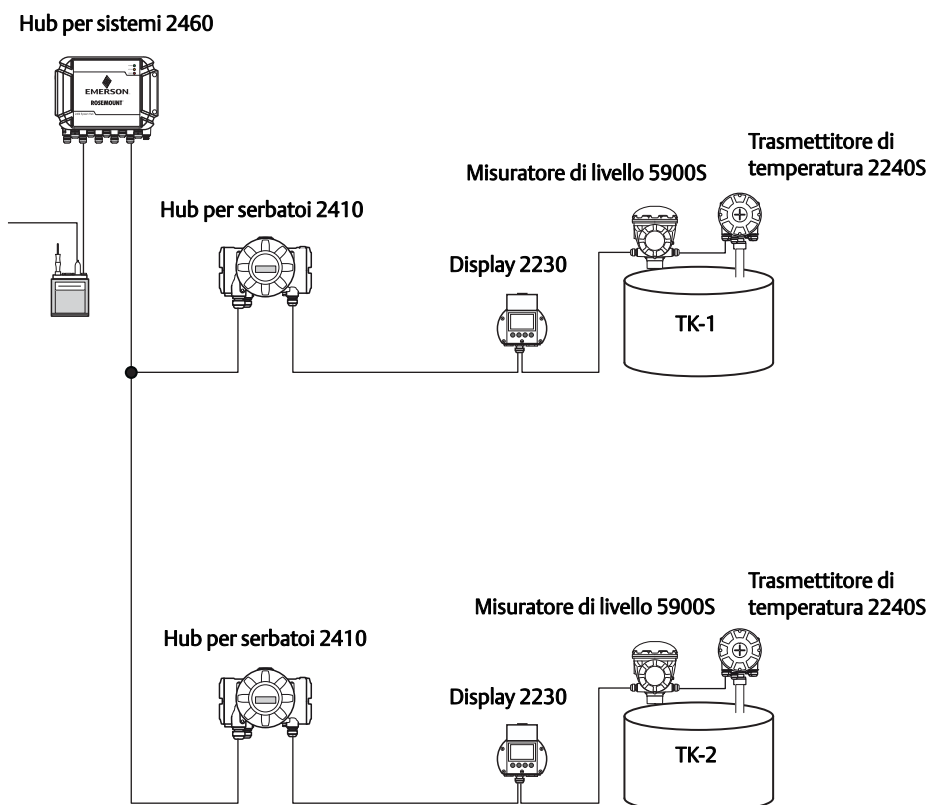 Hub per sistemi 2460
EMERSON
ROSEMOUNT
Trasmettitore di
temperatura 2240S
Misuratore di livello 5900S
Hub per serbatoi 2410
Display 2230
TK-1
Trasmettitore di
temperatura 2240S
Misuratore di livello 5900S
Hub per serbatoi 2410
Display 2230
TK-2